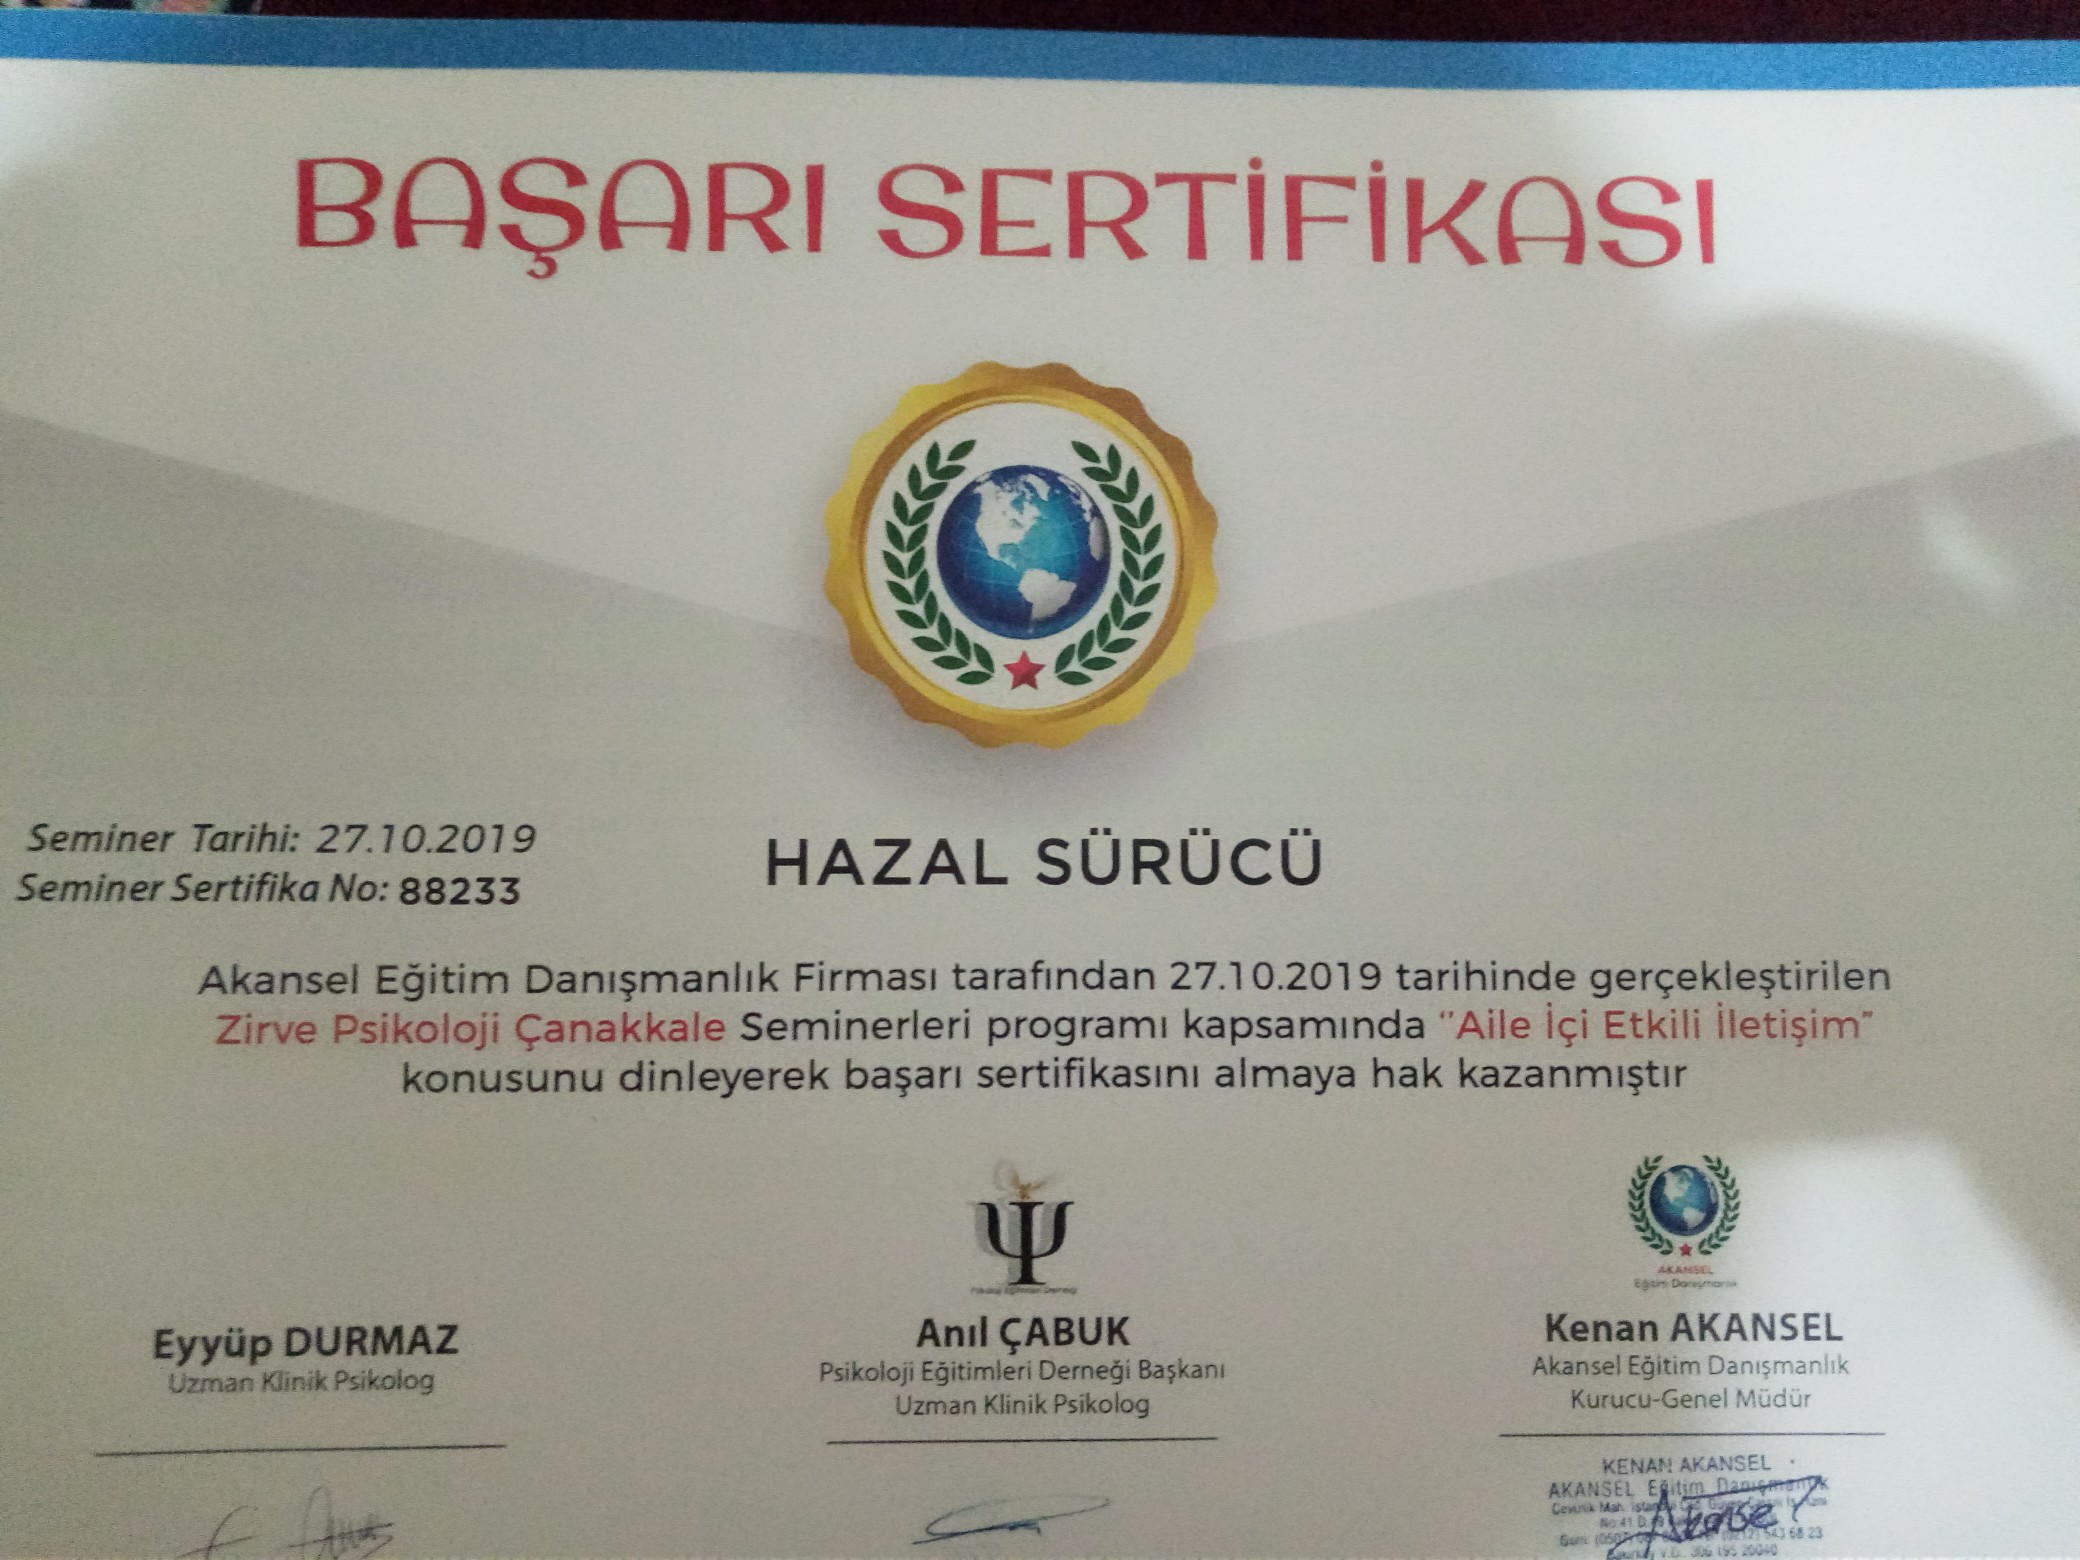 BAŞARI SERTİFİKASI
Seminer Tarihi: 27.10.2019
Seminer Sertifika No: 88233
HAZAL SÜRÜCÜ
Akansel Eğitim Danışmanlık Firması tarafından 27.10.2019 tarihinde gerçekleştirilen
Zirve Psikoloji Çanakkale Seminerleri programı kapsamında "Aile İçi Etkili İletişim"
konusunu dinleyerek başarı sertifikasını almaya hak kazanmıştır
Eyyüp DURMAZ
Uzman Klinik Psikolog
Anıl ÇABUK
Psikoloji Eğitimleri Derneği Başkanı
Uzman Klinik Psikolog
AKANSEL
Eğitim Danışmanlık
Kenan AKANSEL
Akansel Eğitim Danışmanlık
Kurucu-Genel Müdür
KENAN AKANSEL
AKANSEL Eğitim Danışmanlık